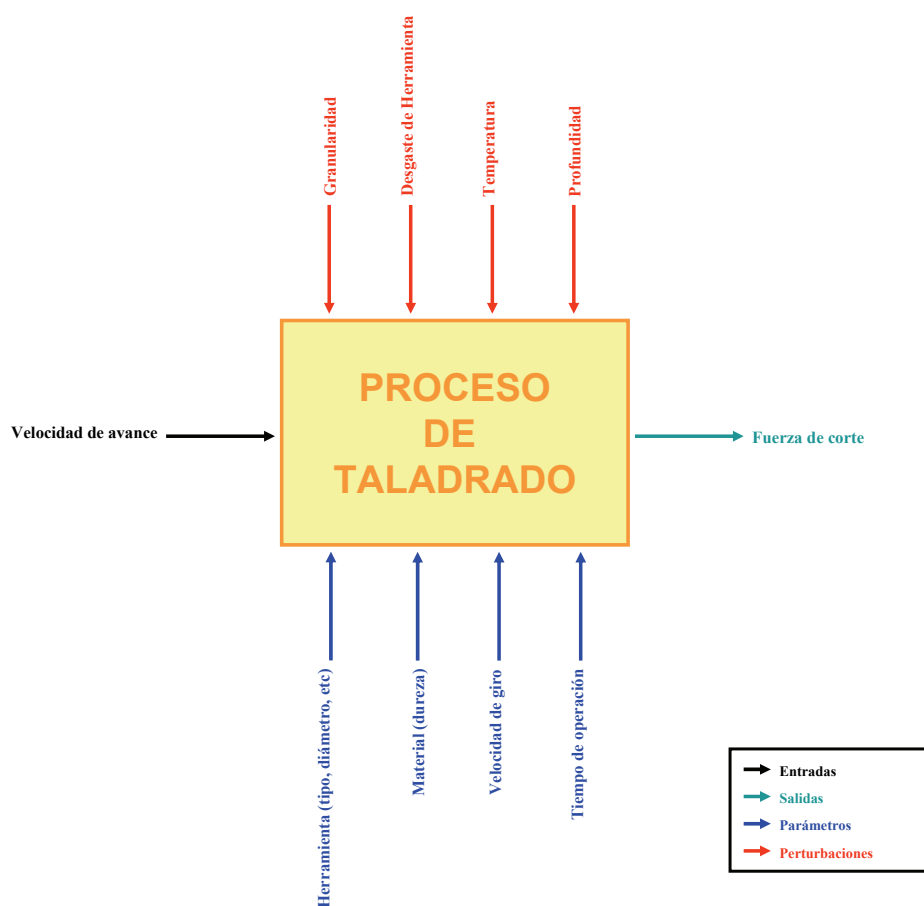 Granularidad
Desgaste de Herramienta
Temperatura
Profundidad
PROCESO
DE
TALADRADO
Velocidad de avance
Fuerza de corte
Herramienta (tipo, diámetro, etc)
Material (dureza)
Velocidad de giro
Tiempo de operación
Entradas
Salidas
Parámetros
Perturbaciones